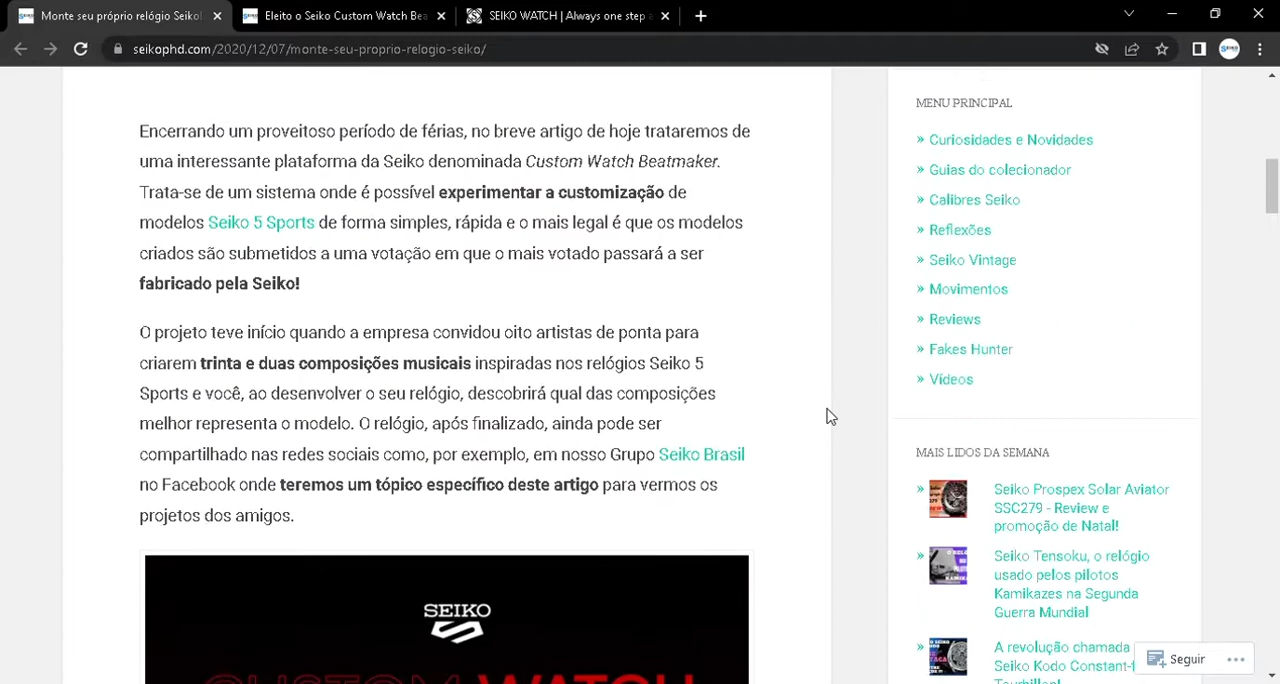 Monte seu próprio relógio Seiko!
Eleito o Seiko Custom Watch Bea
SEIKO WATCH | Always one step a
seikophd.com/2020/12/07/monte-seu-proprio-relogio-seiko/
Encerrando um proveitoso período de férias, no breve artigo de hoje trataremos de
uma interessante plataforma da Seiko denominada Custom Watch Beatmaker.
Trata-se de um sistema onde é possível experimentar a customização de
modelos Seiko 5 Sports de forma simples, rápida e o mais legal é que os modelos
criados são submetidos a uma votação em que o mais votado passará a ser
fabricado pela Seiko!
O projeto teve início quando a empresa convidou oito artistas de ponta para
criarem trinta e duas composições musicais inspiradas nos relógios Seiko 5
Sports e você, ao desenvolver o seu relógio, descobrirá qual das composições
melhor representa o modelo. O relógio, após finalizado, ainda pode ser
compartilhado nas redes sociais como, por exemplo, em nosso Grupo Seiko Brasil
no Facebook onde teremos um tópico específico deste artigo para vermos os
projetos dos amigos.
SEIKO
CUSTOM WATCH
MENU PRINCIPAL
» Curiosidades e Novidades
» Guias do colecionador
» Calibres Seiko
» Reflexões
» Seiko Vintage
» Movimentos
» Reviews
» Fakes Hunter
» Vídeos
MAIS LIDOS DA SEMANA
» Seiko Prospex Solar Aviator
SSC279 - Review e
promoção de Natal!
» Seiko Tensoku, o relógio
usado pelos pilotos
Kamikazes na Segunda
Guerra Mundial
» A revolução chamada
Seiko Kodo Constant-f
Tourbillon!
Seguir